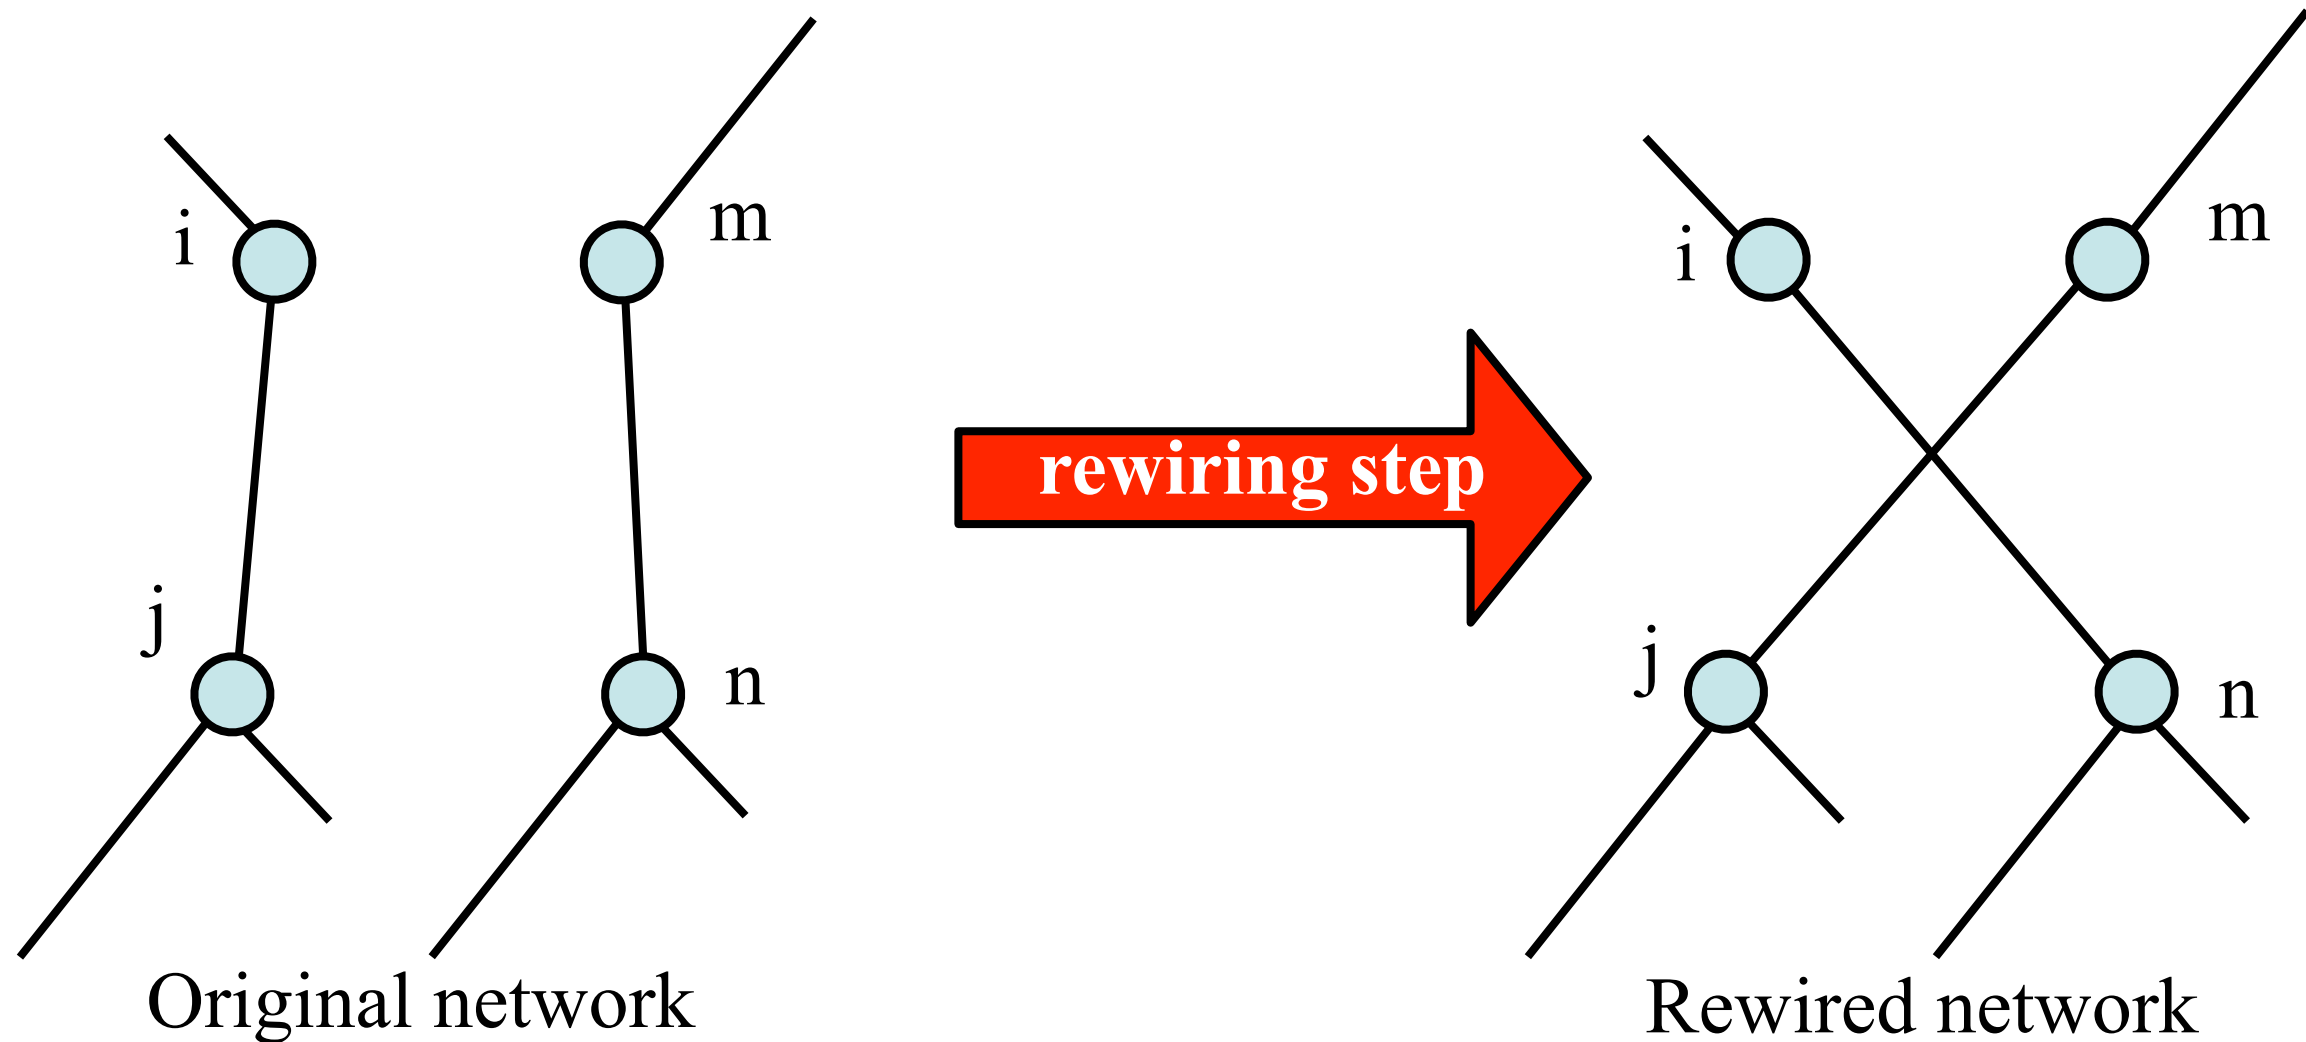 i
m
j
n
Original network
rewiring step
i
m
j
n
Rewired network